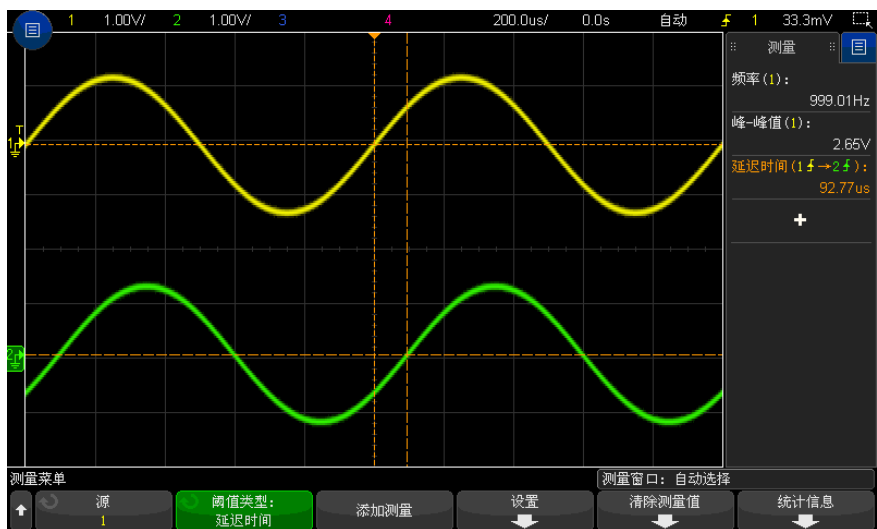 1 1.00V/ 2 1.00V/ 3 4 200.0us/ 0.0s 自动 1 33.3mV
测量
频率(1):
999.01Hz
峰-峰值(1):
2.65V
延迟时间(1→2):
92.77us
+
T
1
2
测量菜单
测量窗口: 自动选择
源
1
阈值类型:
延迟时间
添加测量
设置
清除测量值
统计信息